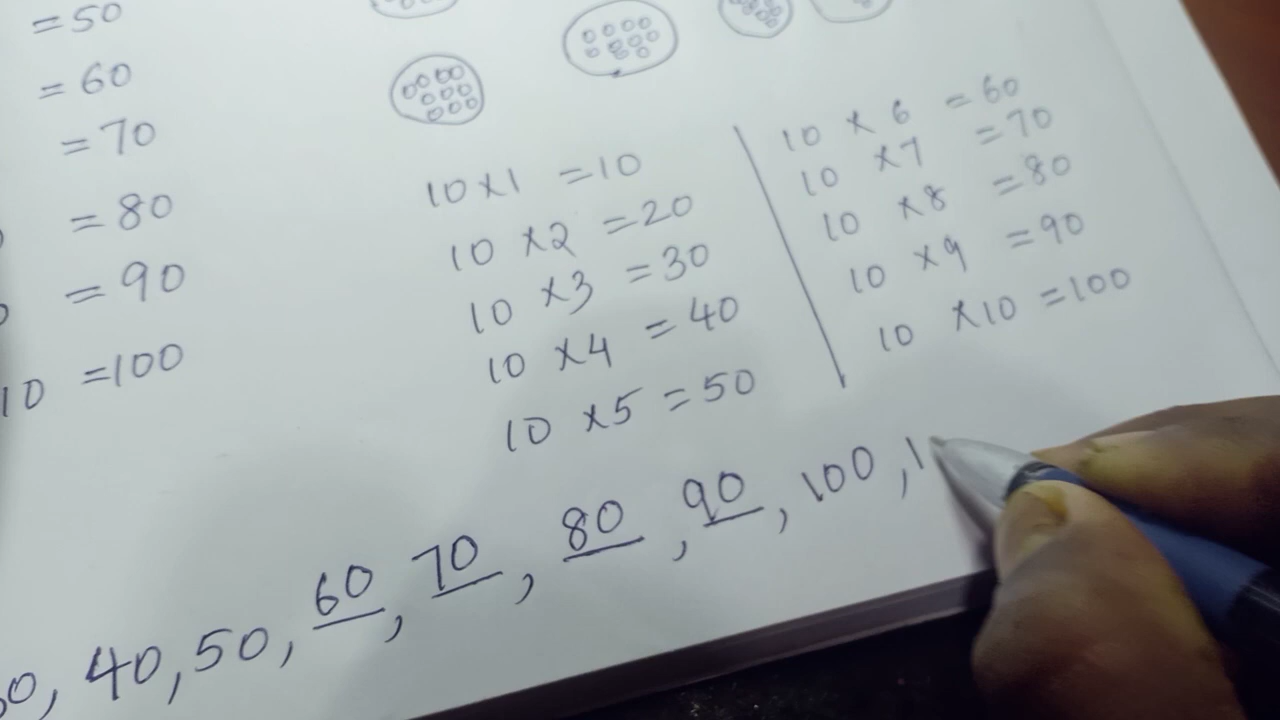 =50
=60
=70
=80
=90
10 =100
10 ×1 =10
10 ×2 =20
10 ×3 =30
10 ×4 =40
10 ×5 =50
10 × 6 =60
10 ×7 =70
10 ×8 =80
10 ×9 =90
10 ×10 =100
0, 40, 50, 60, 70, 80, 90, 100, 1